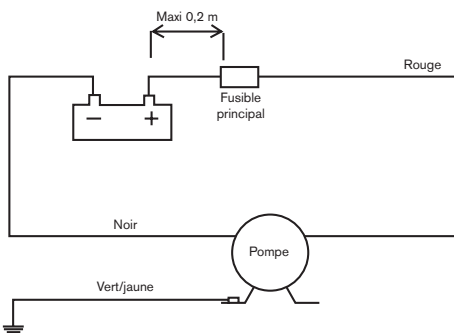 Maxi 0,2 m
Rouge
Fusible
principal
− +
Noir
Pompe
Vert/jaune